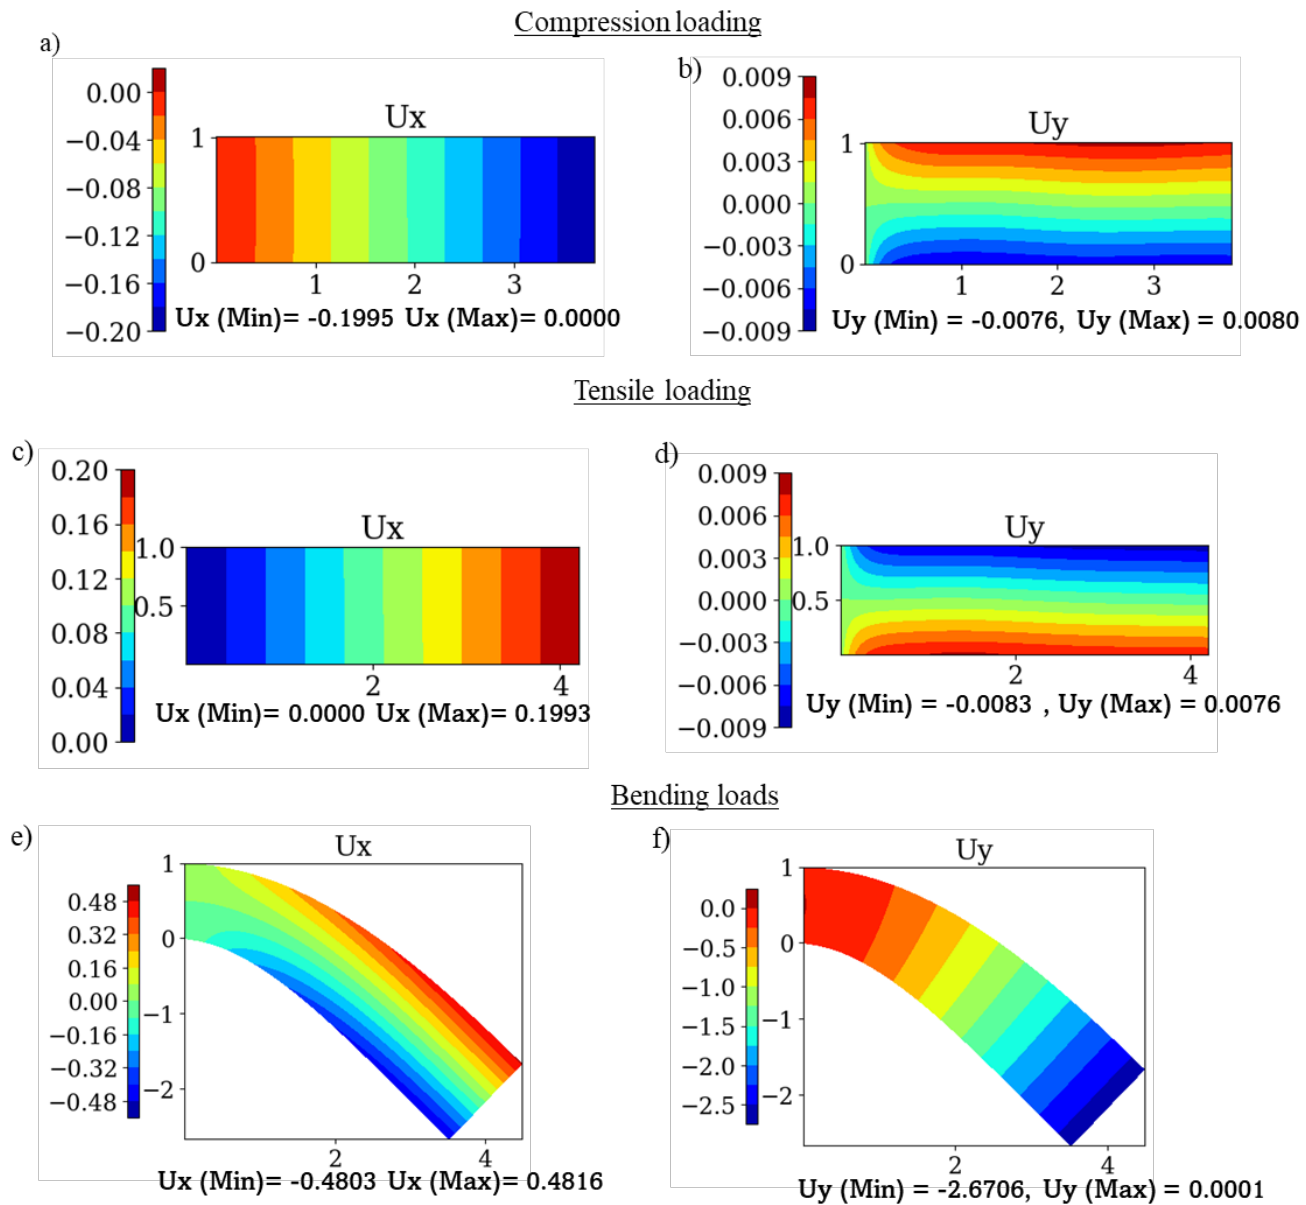 Compression loading
a)
0.00
−0.04
−0.08
−0.12
−0.16
−0.20
Ux
1
0
1 2 3
Ux (Min)= -0.1995 Ux (Max)= 0.0000
b)
0.009
0.006
0.003
0.000
−0.003
−0.006
−0.009
Uy
1
0
1 2 3
Uy (Min) = -0.0076, Uy (Max) = 0.0080
Tensile loading
c)
0.20
0.16
0.12
0.08
0.04
0.00
Ux
1.0
0.5
2 4
Ux (Min)= 0.0000 Ux (Max)= 0.1993
d)
0.009
0.006
0.003
0.000
−0.003
−0.006
−0.009
Uy
1.0
0.5
2 4
Uy (Min) = -0.0083 , Uy (Max) = 0.0076
Bending loads
e)
0.48
0.32
0.16
0.00
−0.16
−0.32
−0.48
Ux
1
0
−1
−2
2 4
Ux (Min)= -0.4803 Ux (Max)= 0.4816
f)
0.0
−0.5
−1.0
−1.5
−2.0
−2.5
Uy
1
0
−1
−2
2 4
Uy (Min) = -2.6706, Uy (Max) = 0.0001